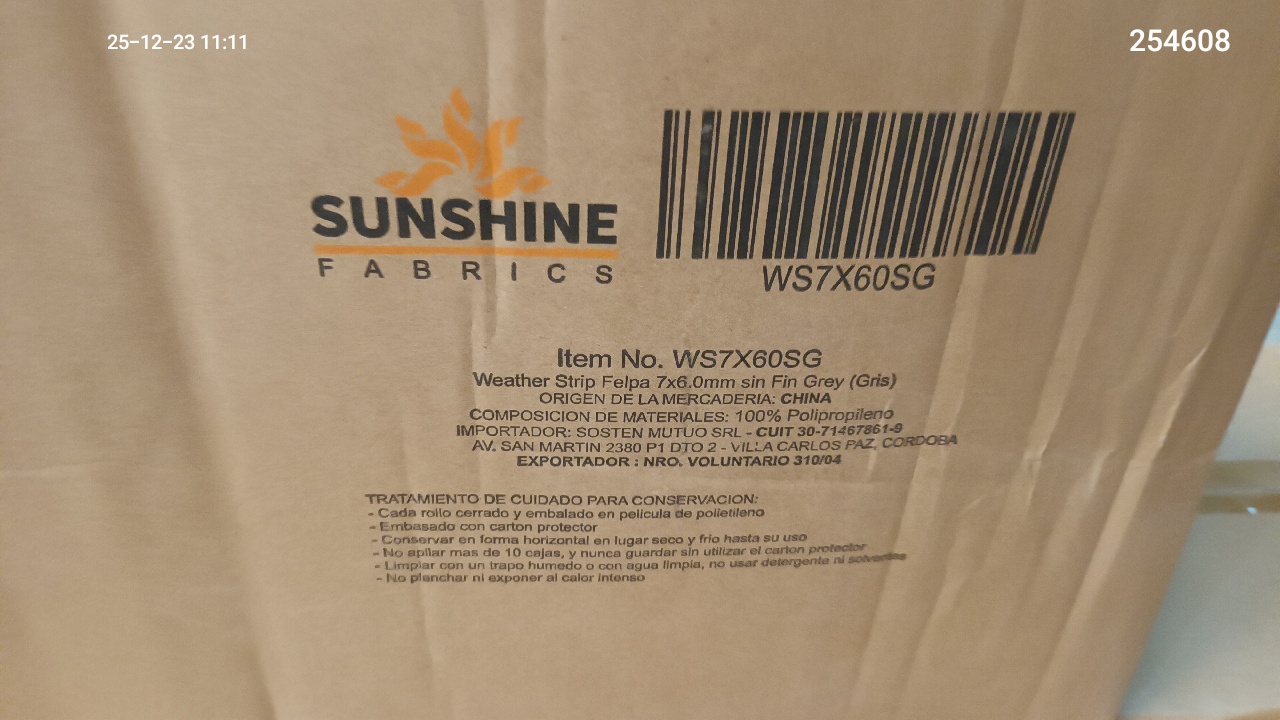 25-12-23 11:11
254608
SUNSHINE
FABRICS
WS7X60SG
Item No. WS7X60SG
Weather Strip Felpa 7x6.0mm sin Fin Grey (Gris)
ORIGEN DE LA MERCADERIA: CHINA
COMPOSICION DE MATERIALES: 100% Polipropileno
IMPORTADOR: SOSTEN MUTUO SRL - CUIT 30-71467861-9
AV. SAN MARTIN 2380 P1 DTO 2 - VILLA CARLOS PAZ, CORDOBA
EXPORTADOR : NRO. VOLUNTARIO 310/04
TRATAMIENTO DE CUIDADO PARA CONSERVACION:
- Cada rollo cerrado y embalado en pelicula de polietileno
- Embasado con carton protector
- Conservar en forma horizontal en lugar seco y frio hasta su uso
- No apilar mas de 10 cajas, y nunca guardar sin utilizar el carton protector
- Limpiar con un trapo humedo o con agua limpia, no usar detergente ni solventes
- No planchar ni exponer al calor intenso